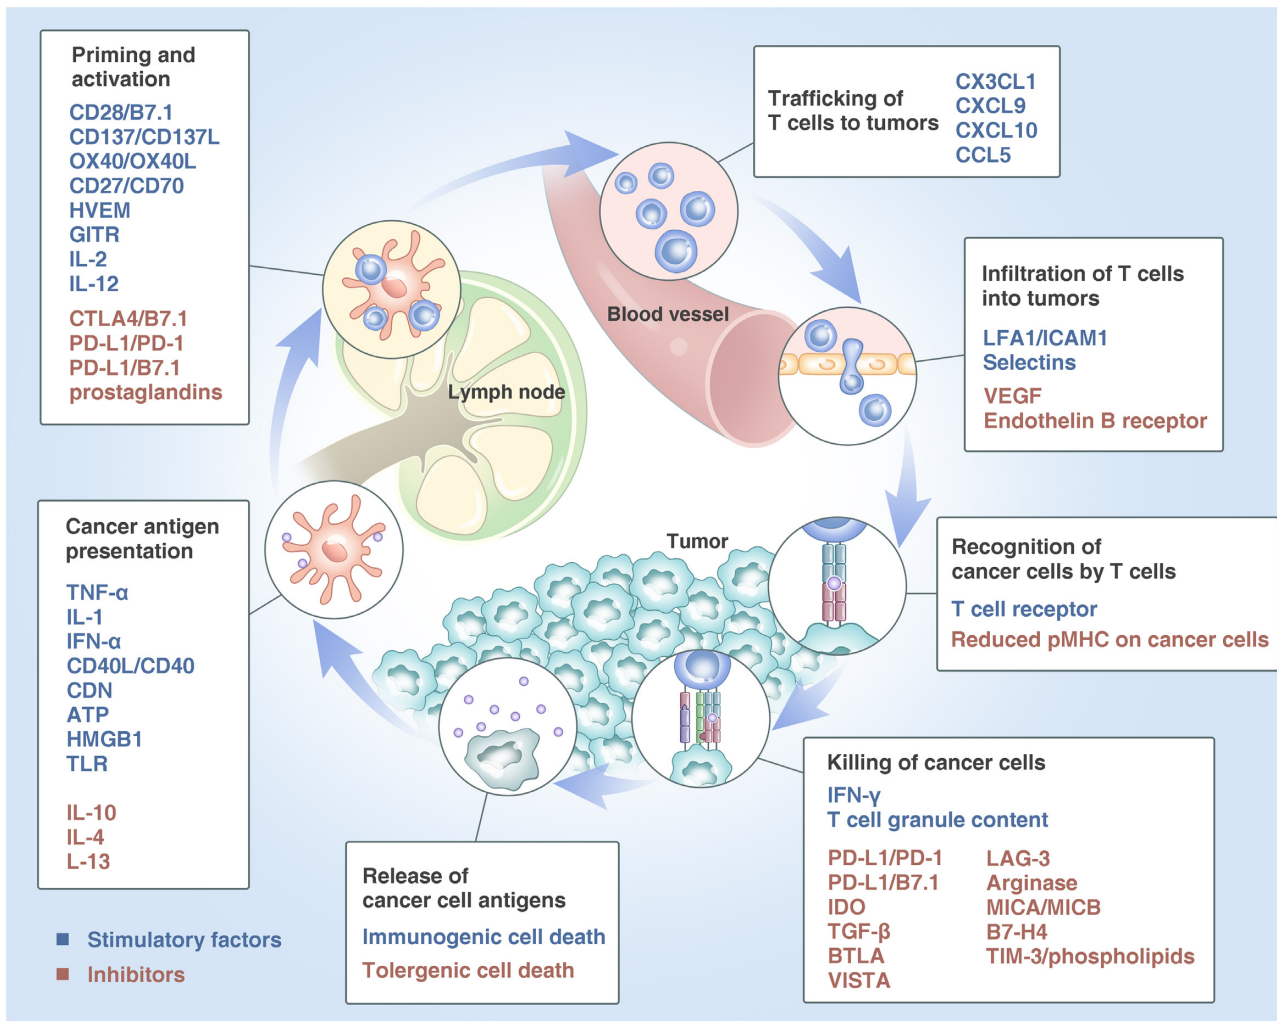 Priming and
activation
CD28/B7.1
CD137/CD137L
OX40/OX40L
CD27/CD70
HVEM
GITR
IL-2
IL-12
CTLA4/B7.1
PD-L1/PD-1
PD-L1/B7.1
prostaglandins
Trafficking of
T cells to tumors
CX3CL1
CXCL9
CXCL10
CCL5
Infiltration of T cells
into tumors
LFA1/ICAM1
Selectins
VEGF
Endothelin B receptor
Blood vessel
Lymph node
Tumor
Recognition of
cancer cells by T cells
T cell receptor
Reduced pMHC on cancer cells
Cancer antigen
presentation
TNF-α
IL-1
IFN-α
CD40L/CD40
CDN
ATP
HMGB1
TLR
IL-10
IL-4
L-13
Killing of cancer cells
IFN-γ
T cell granule content
PD-L1/PD-1
PD-L1/B7.1
IDO
TGF-β
BTLA
VISTA
LAG-3
Arginase
MICA/MICB
B7-H4
TIM-3/phospholipids
Release of
cancer cell antigens
Immunogenic cell death
Tolergenic cell death
Stimulatory factors
Inhibitors